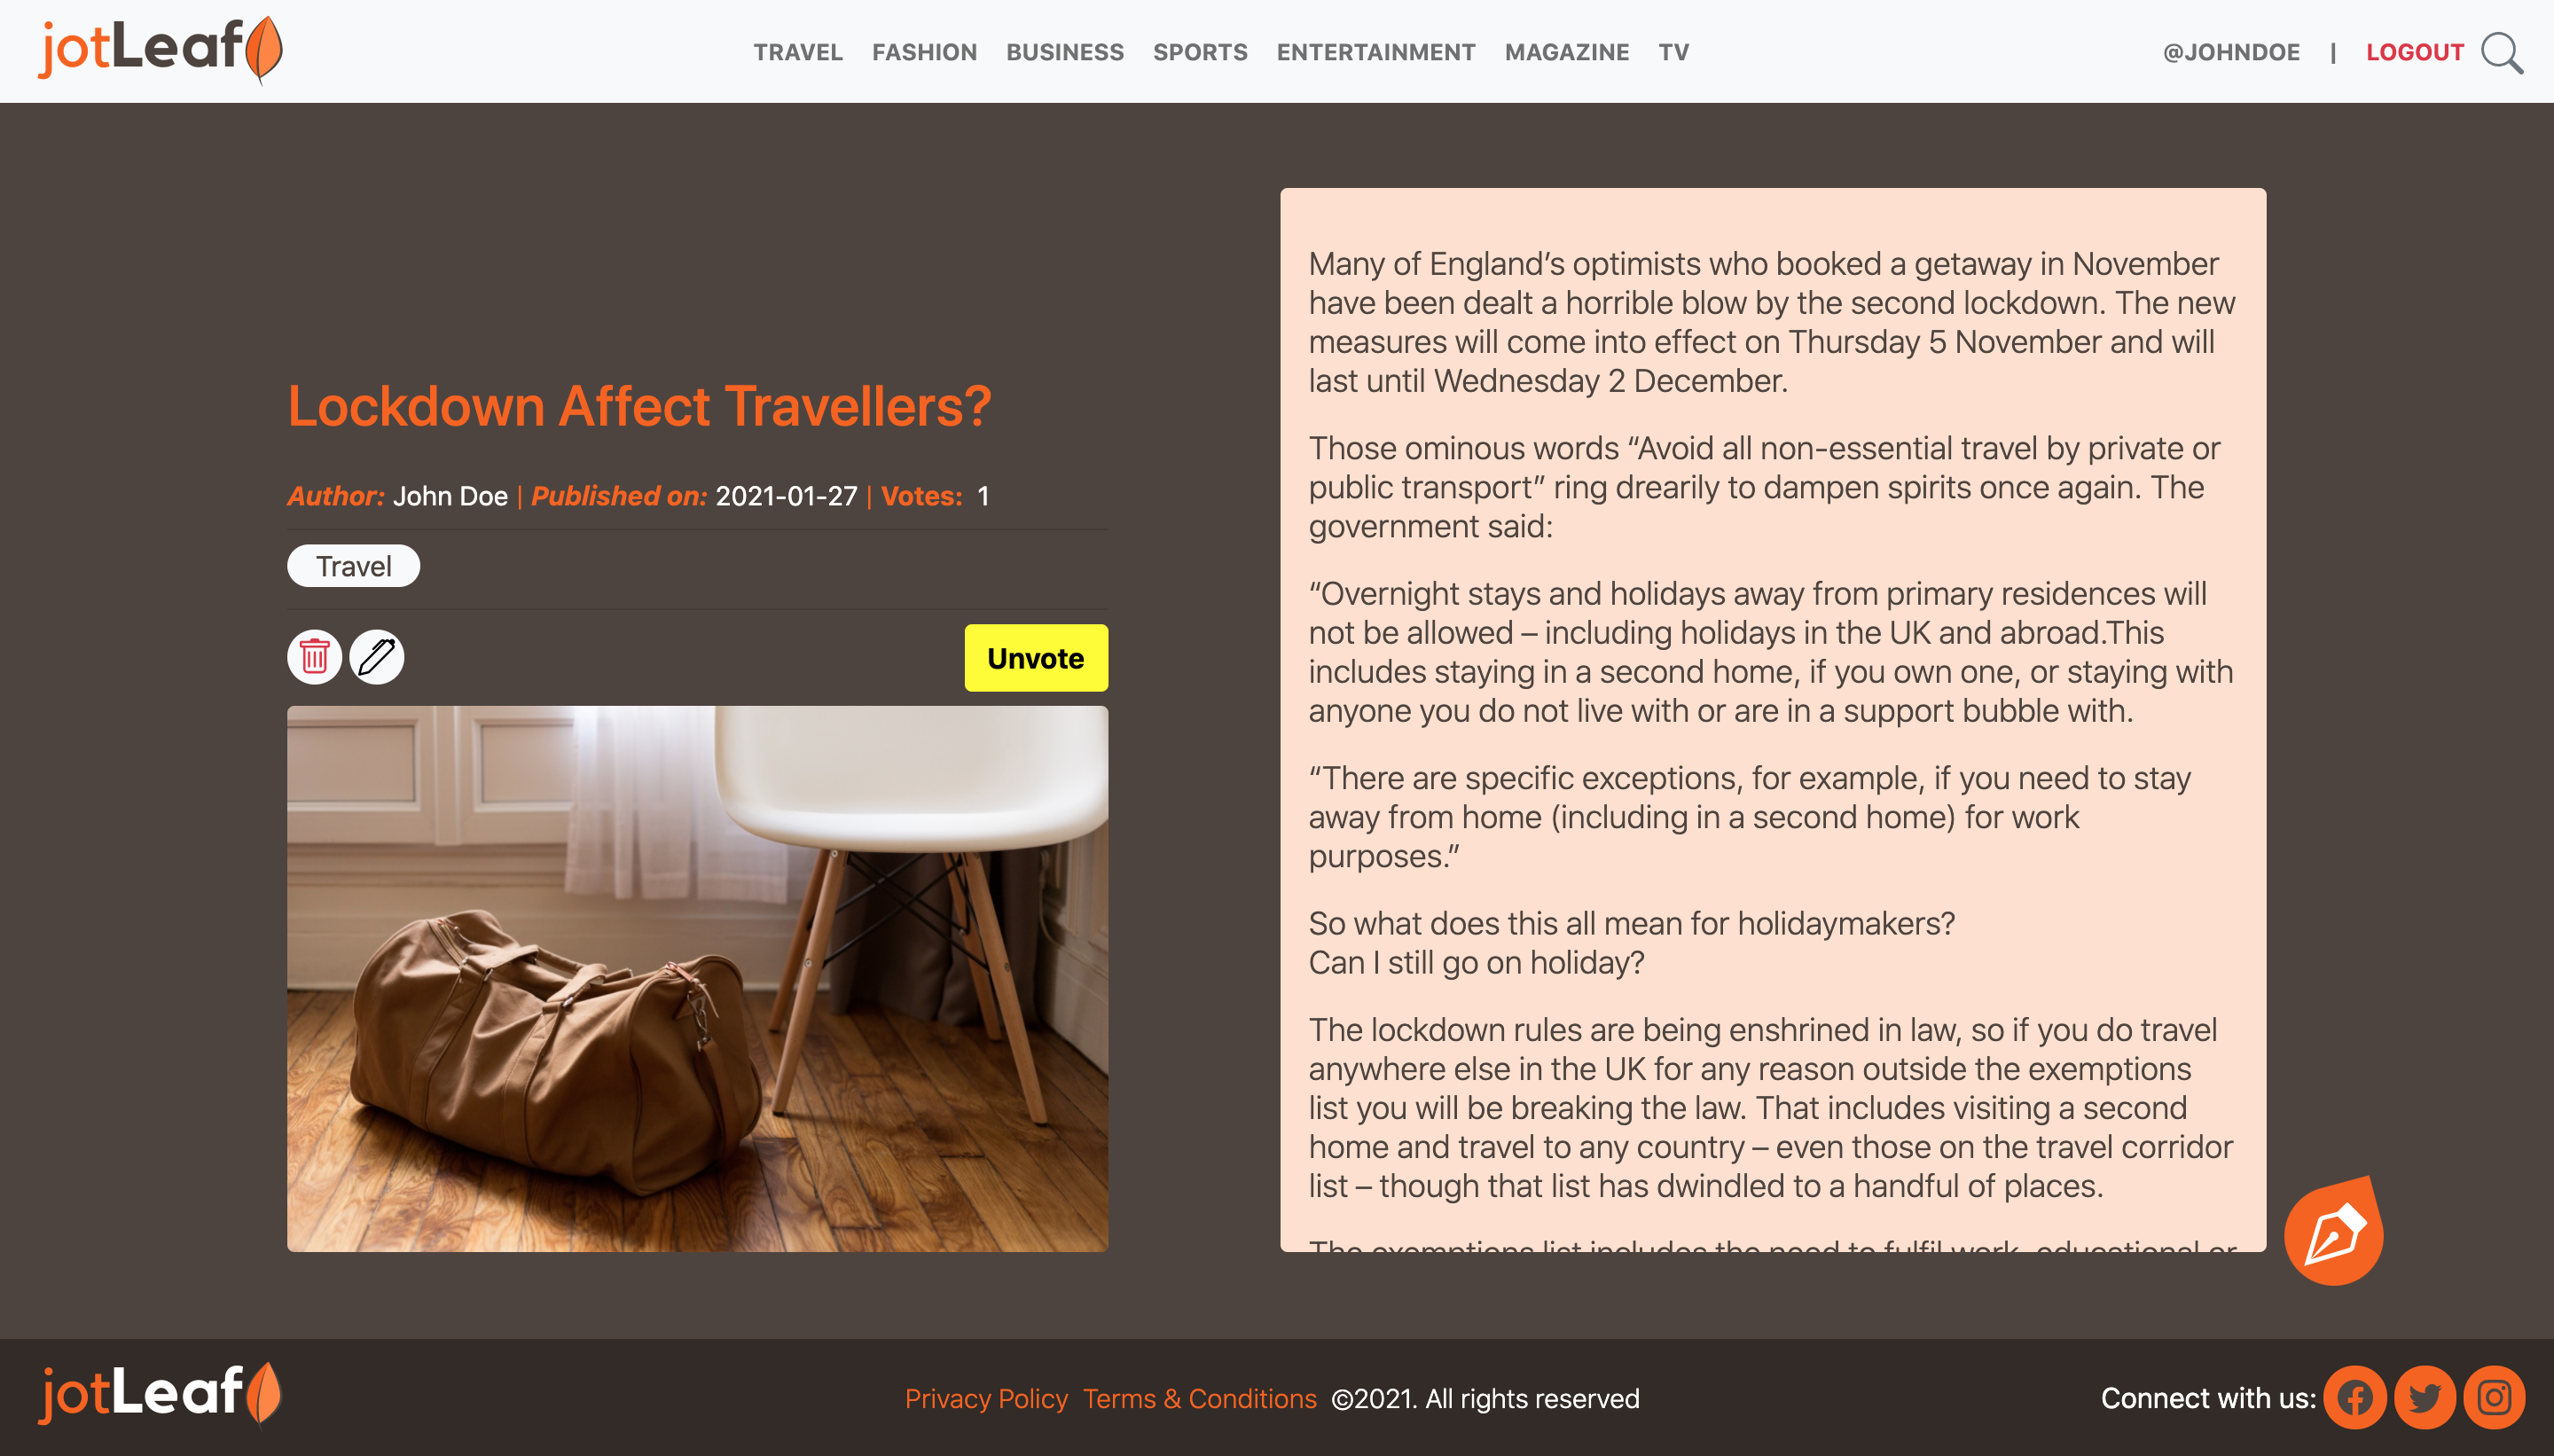 jotLeaf
TRAVEL FASHION BUSINESS SPORTS ENTERTAINMENT MAGAZINE TV
@JOHNDOE | LOGOUT
Lockdown Affect Travellers?
Author: John Doe | Published on: 2021-01-27 | Votes: 1
Travel
Unvote
Many of England’s optimists who booked a getaway in November
have been dealt a horrible blow by the second lockdown. The new
measures will come into effect on Thursday 5 November and will
last until Wednesday 2 December.
Those ominous words “Avoid all non-essential travel by private or
public transport” ring drearily to dampen spirits once again. The
government said:
“Overnight stays and holidays away from primary residences will
not be allowed – including holidays in the UK and abroad.This
includes staying in a second home, if you own one, or staying with
anyone you do not live with or are in a support bubble with.
“There are specific exceptions, for example, if you need to stay
away from home (including in a second home) for work
purposes.”
So what does this all mean for holidaymakers?
Can I still go on holiday?
The lockdown rules are being enshrined in law, so if you do travel
anywhere else in the UK for any reason outside the exemptions
list you will be breaking the law. That includes visiting a second
home and travel to any country – even those on the travel corridor
list – though that list has dwindled to a handful of places.
The exemptions list includes the need to fulfil work, educational or
jotLeaf
Privacy Policy Terms & Conditions ©2021. All rights reserved
Connect with us: